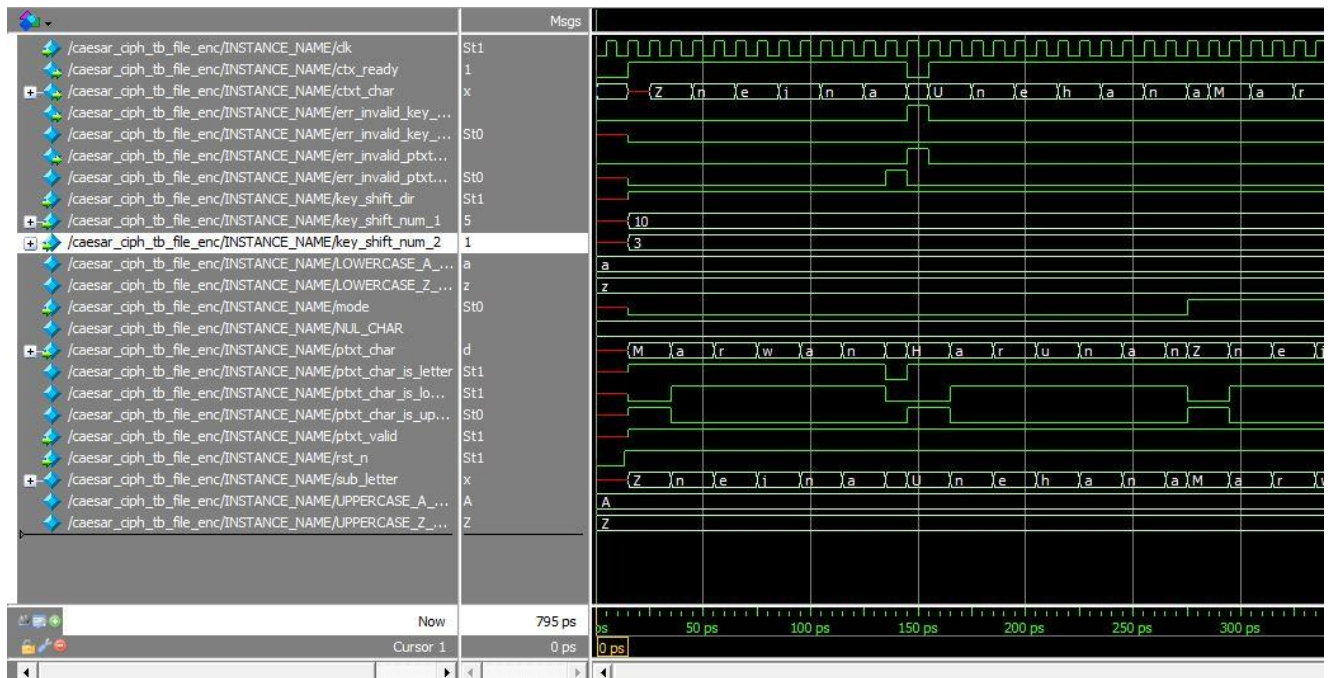 Msgs
/caesar_ciph_tb_file_enc/INSTANCE_NAME/clk St1
/caesar_ciph_tb_file_enc/INSTANCE_NAME/ctx_ready 1
/caesar_ciph_tb_file_enc/INSTANCE_NAME/ctxt_char x Z n e j n a U n e h a n a M a r
/caesar_ciph_tb_file_enc/INSTANCE_NAME/err_invalid_key_...
/caesar_ciph_tb_file_enc/INSTANCE_NAME/err_invalid_key_... St0
/caesar_ciph_tb_file_enc/INSTANCE_NAME/err_invalid_ptxt...
/caesar_ciph_tb_file_enc/INSTANCE_NAME/err_invalid_ptxt... St0
/caesar_ciph_tb_file_enc/INSTANCE_NAME/key_shift_dir St1
/caesar_ciph_tb_file_enc/INSTANCE_NAME/key_shift_num_1 5 10
/caesar_ciph_tb_file_enc/INSTANCE_NAME/key_shift_num_2 1 3
/caesar_ciph_tb_file_enc/INSTANCE_NAME/LOWERCASE_A_... a a
/caesar_ciph_tb_file_enc/INSTANCE_NAME/LOWERCASE_Z_... z z
/caesar_ciph_tb_file_enc/INSTANCE_NAME/mode St0
/caesar_ciph_tb_file_enc/INSTANCE_NAME/NUL_CHAR
/caesar_ciph_tb_file_enc/INSTANCE_NAME/ptxt_char d M a r w a n H a r u n a n Z n e j
/caesar_ciph_tb_file_enc/INSTANCE_NAME/ptxt_char_is_letter St1
/caesar_ciph_tb_file_enc/INSTANCE_NAME/ptxt_char_is_lo... St1
/caesar_ciph_tb_file_enc/INSTANCE_NAME/ptxt_char_is_up... St0
/caesar_ciph_tb_file_enc/INSTANCE_NAME/ptxt_valid St1
/caesar_ciph_tb_file_enc/INSTANCE_NAME/rst_n St1
/caesar_ciph_tb_file_enc/INSTANCE_NAME/sub_letter x Z n e j n a U n e h a n a M a r w
/caesar_ciph_tb_file_enc/INSTANCE_NAME/UPPERCASE_A_... A A
/caesar_ciph_tb_file_enc/INSTANCE_NAME/UPPERCASE_Z_... Z Z
Now 795 ps ps 50 ps 100 ps 150 ps 200 ps 250 ps 300 ps
Cursor 1 0 ps 0 ps